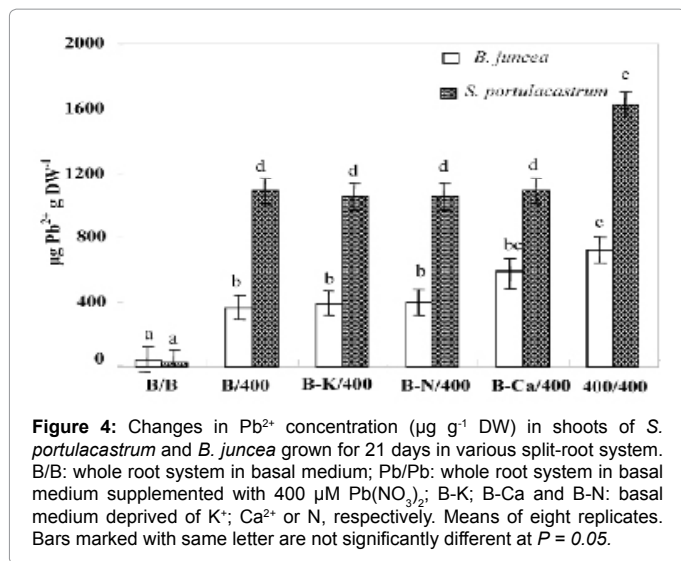 2000
B. juncea
S. portulacastrum
e
1600
1200
d
d
d
d
µg Pb²⁺ g DW⁻¹
800
c
bc
400
b
b
b
a
a
0
B/B
B/400
B-K/400
B-N/400
B-Ca/400
400/400
Figure 4: Changes in Pb²⁺ concentration (µg g⁻¹ DW) in shoots of S.
portulacastrum and B. juncea grown for 21 days in various split-root system.
B/B: whole root system in basal medium; Pb/Pb: whole root system in basal
medium supplemented with 400 µM Pb(NO₃)₂; B-K; B-Ca and B-N: basal
medium deprived of K⁺; Ca²⁺ or N, respectively. Means of eight replicates.
Bars marked with same letter are not significantly different at P = 0.05.